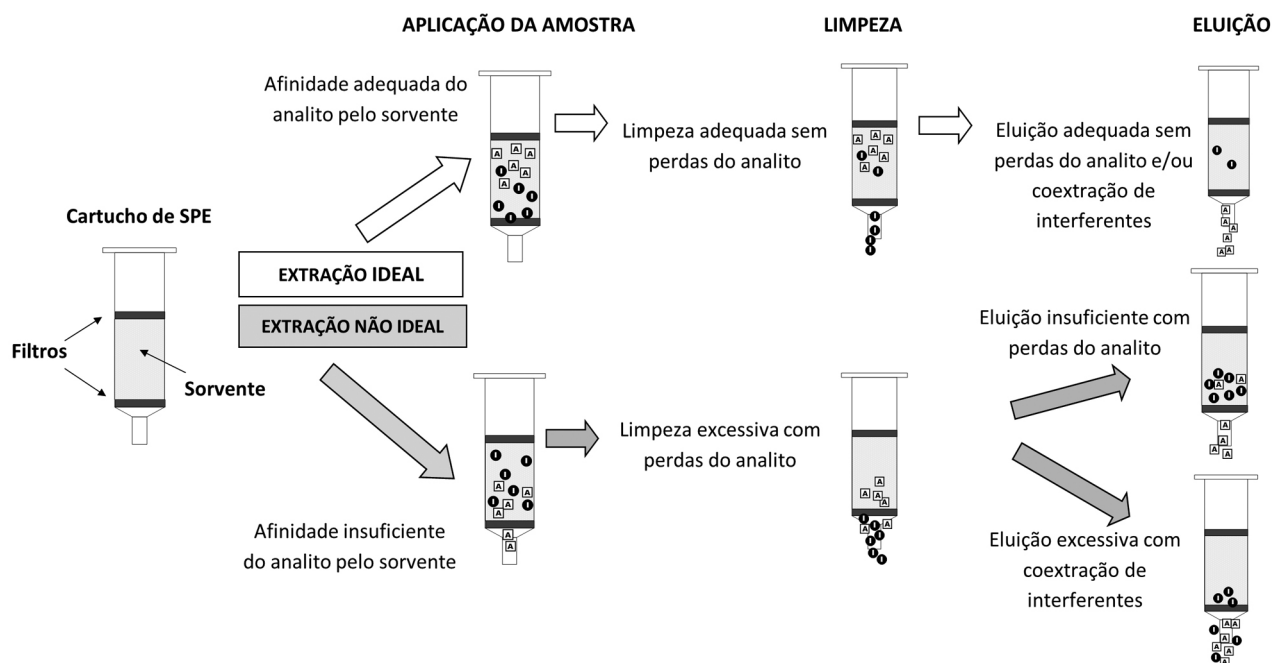 APLICAÇÃO DA AMOSTRA
LIMPEZA
ELUIÇÃO
Afinidade adequada do
analito pelo sorvente
Limpeza adequada sem
perdas do analito
Eluição adequada sem
perdas do analito e/ou
coextração de
interferentes
Cartucho de SPE
Filtros
Sorvente
EXTRAÇÃO IDEAL
EXTRAÇÃO NÃO IDEAL
Afinidade insuficiente
do analito pelo sorvente
Limpeza excessiva com
perdas do analito
Eluição insuficiente com
perdas do analito
Eluição excessiva com
coextração de
interferentes